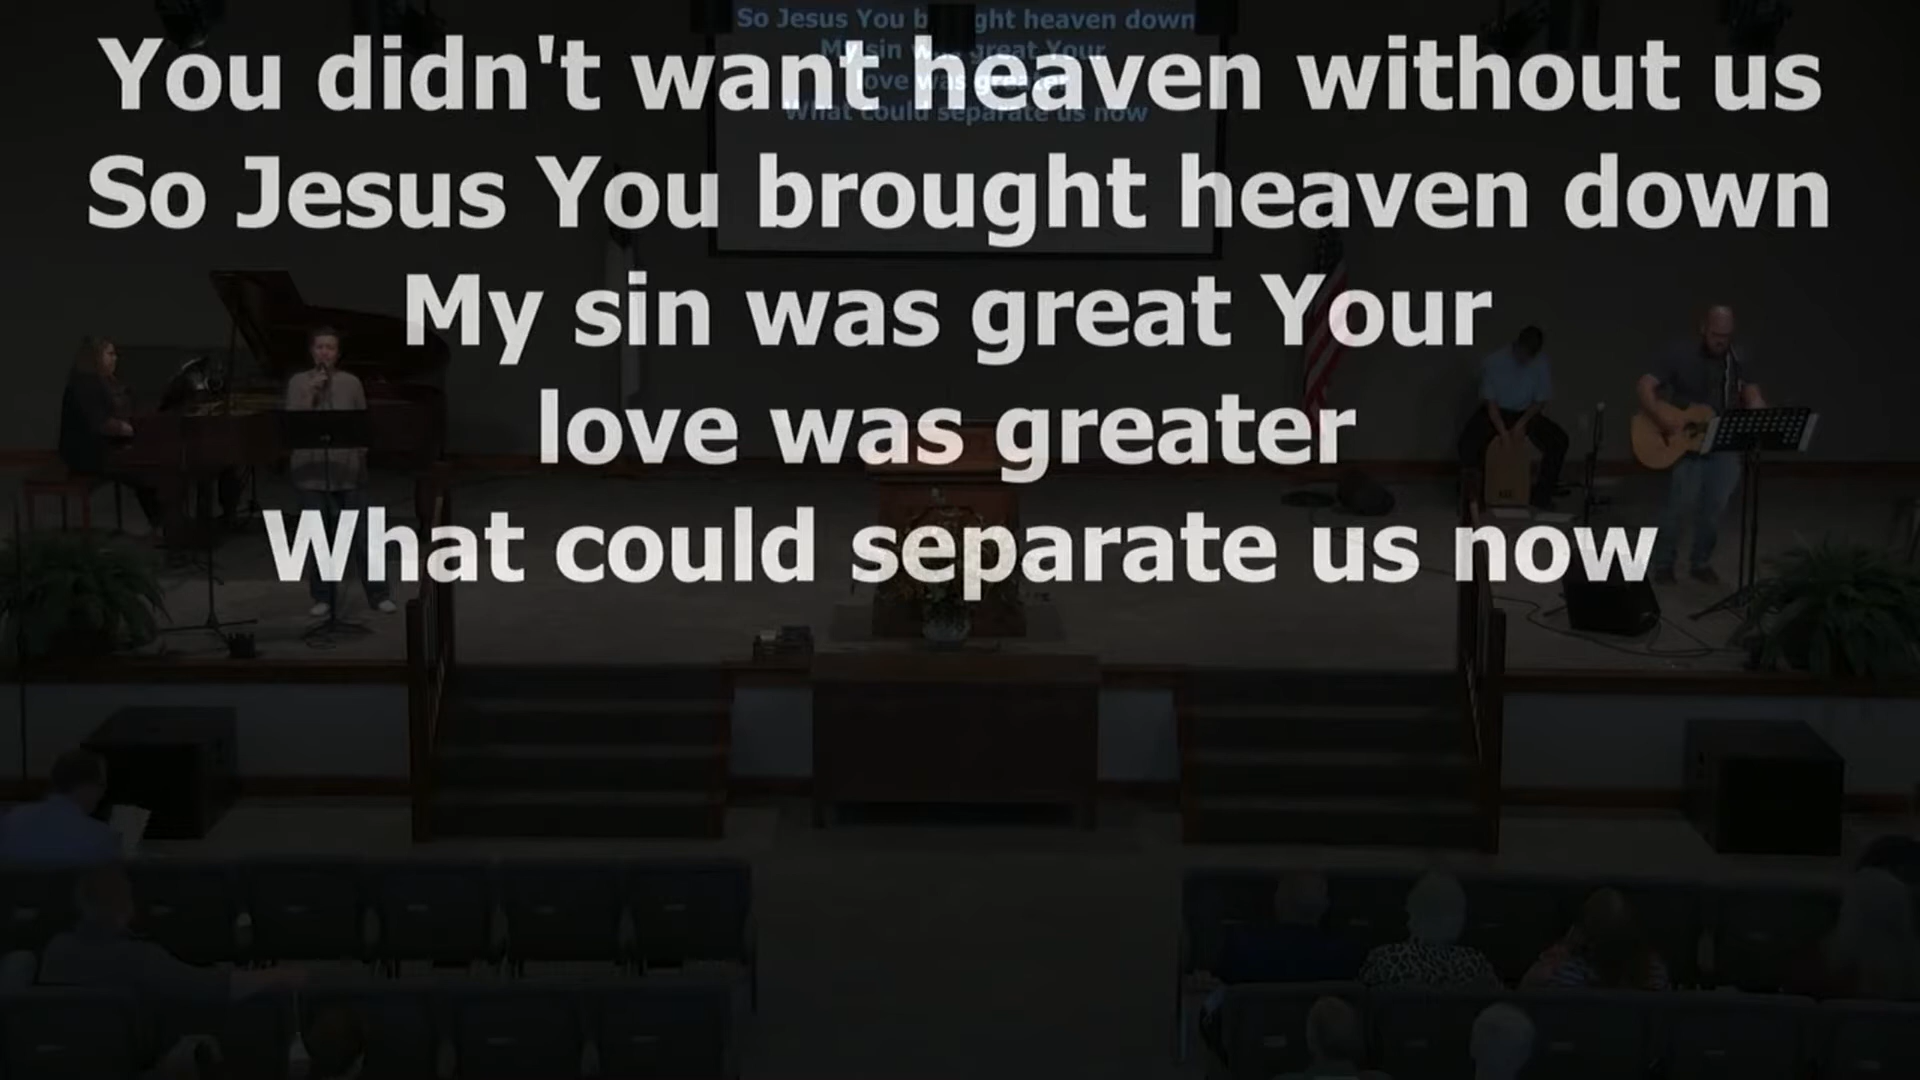 You didn't want heaven without us
So Jesus You brought heaven down
My sin was great Your
love was greater
What could separate us now
So Jesus You b ght heaven down
My sin was great Your
love was greater
What could separate us now